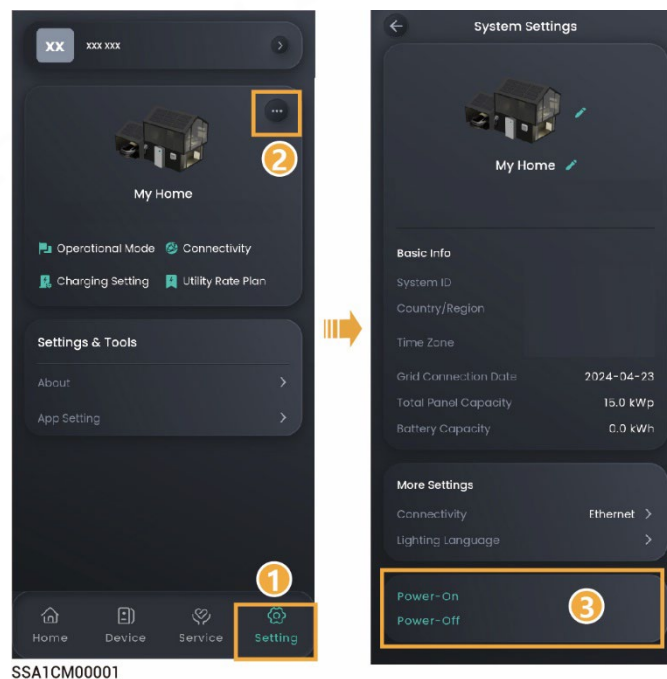 XX
xxx xxx
...
2
My Home
Operational Mode
Connectivity
Charging Setting
Utility Rate Plan
Settings & Tools
About
App Setting
1
Home
Device
Service
Setting
SSA1CM00001
System Settings
My Home
Basic Info
System ID
Country/Region
Time Zone
Grid Connection Date 2024-04-23
Total Panel Capacity 15.0 kWp
Battery Capacity 0.0 kWh
More Settings
Connectivity Ethernet
Lighting Language
Power-On
Power-Off
3